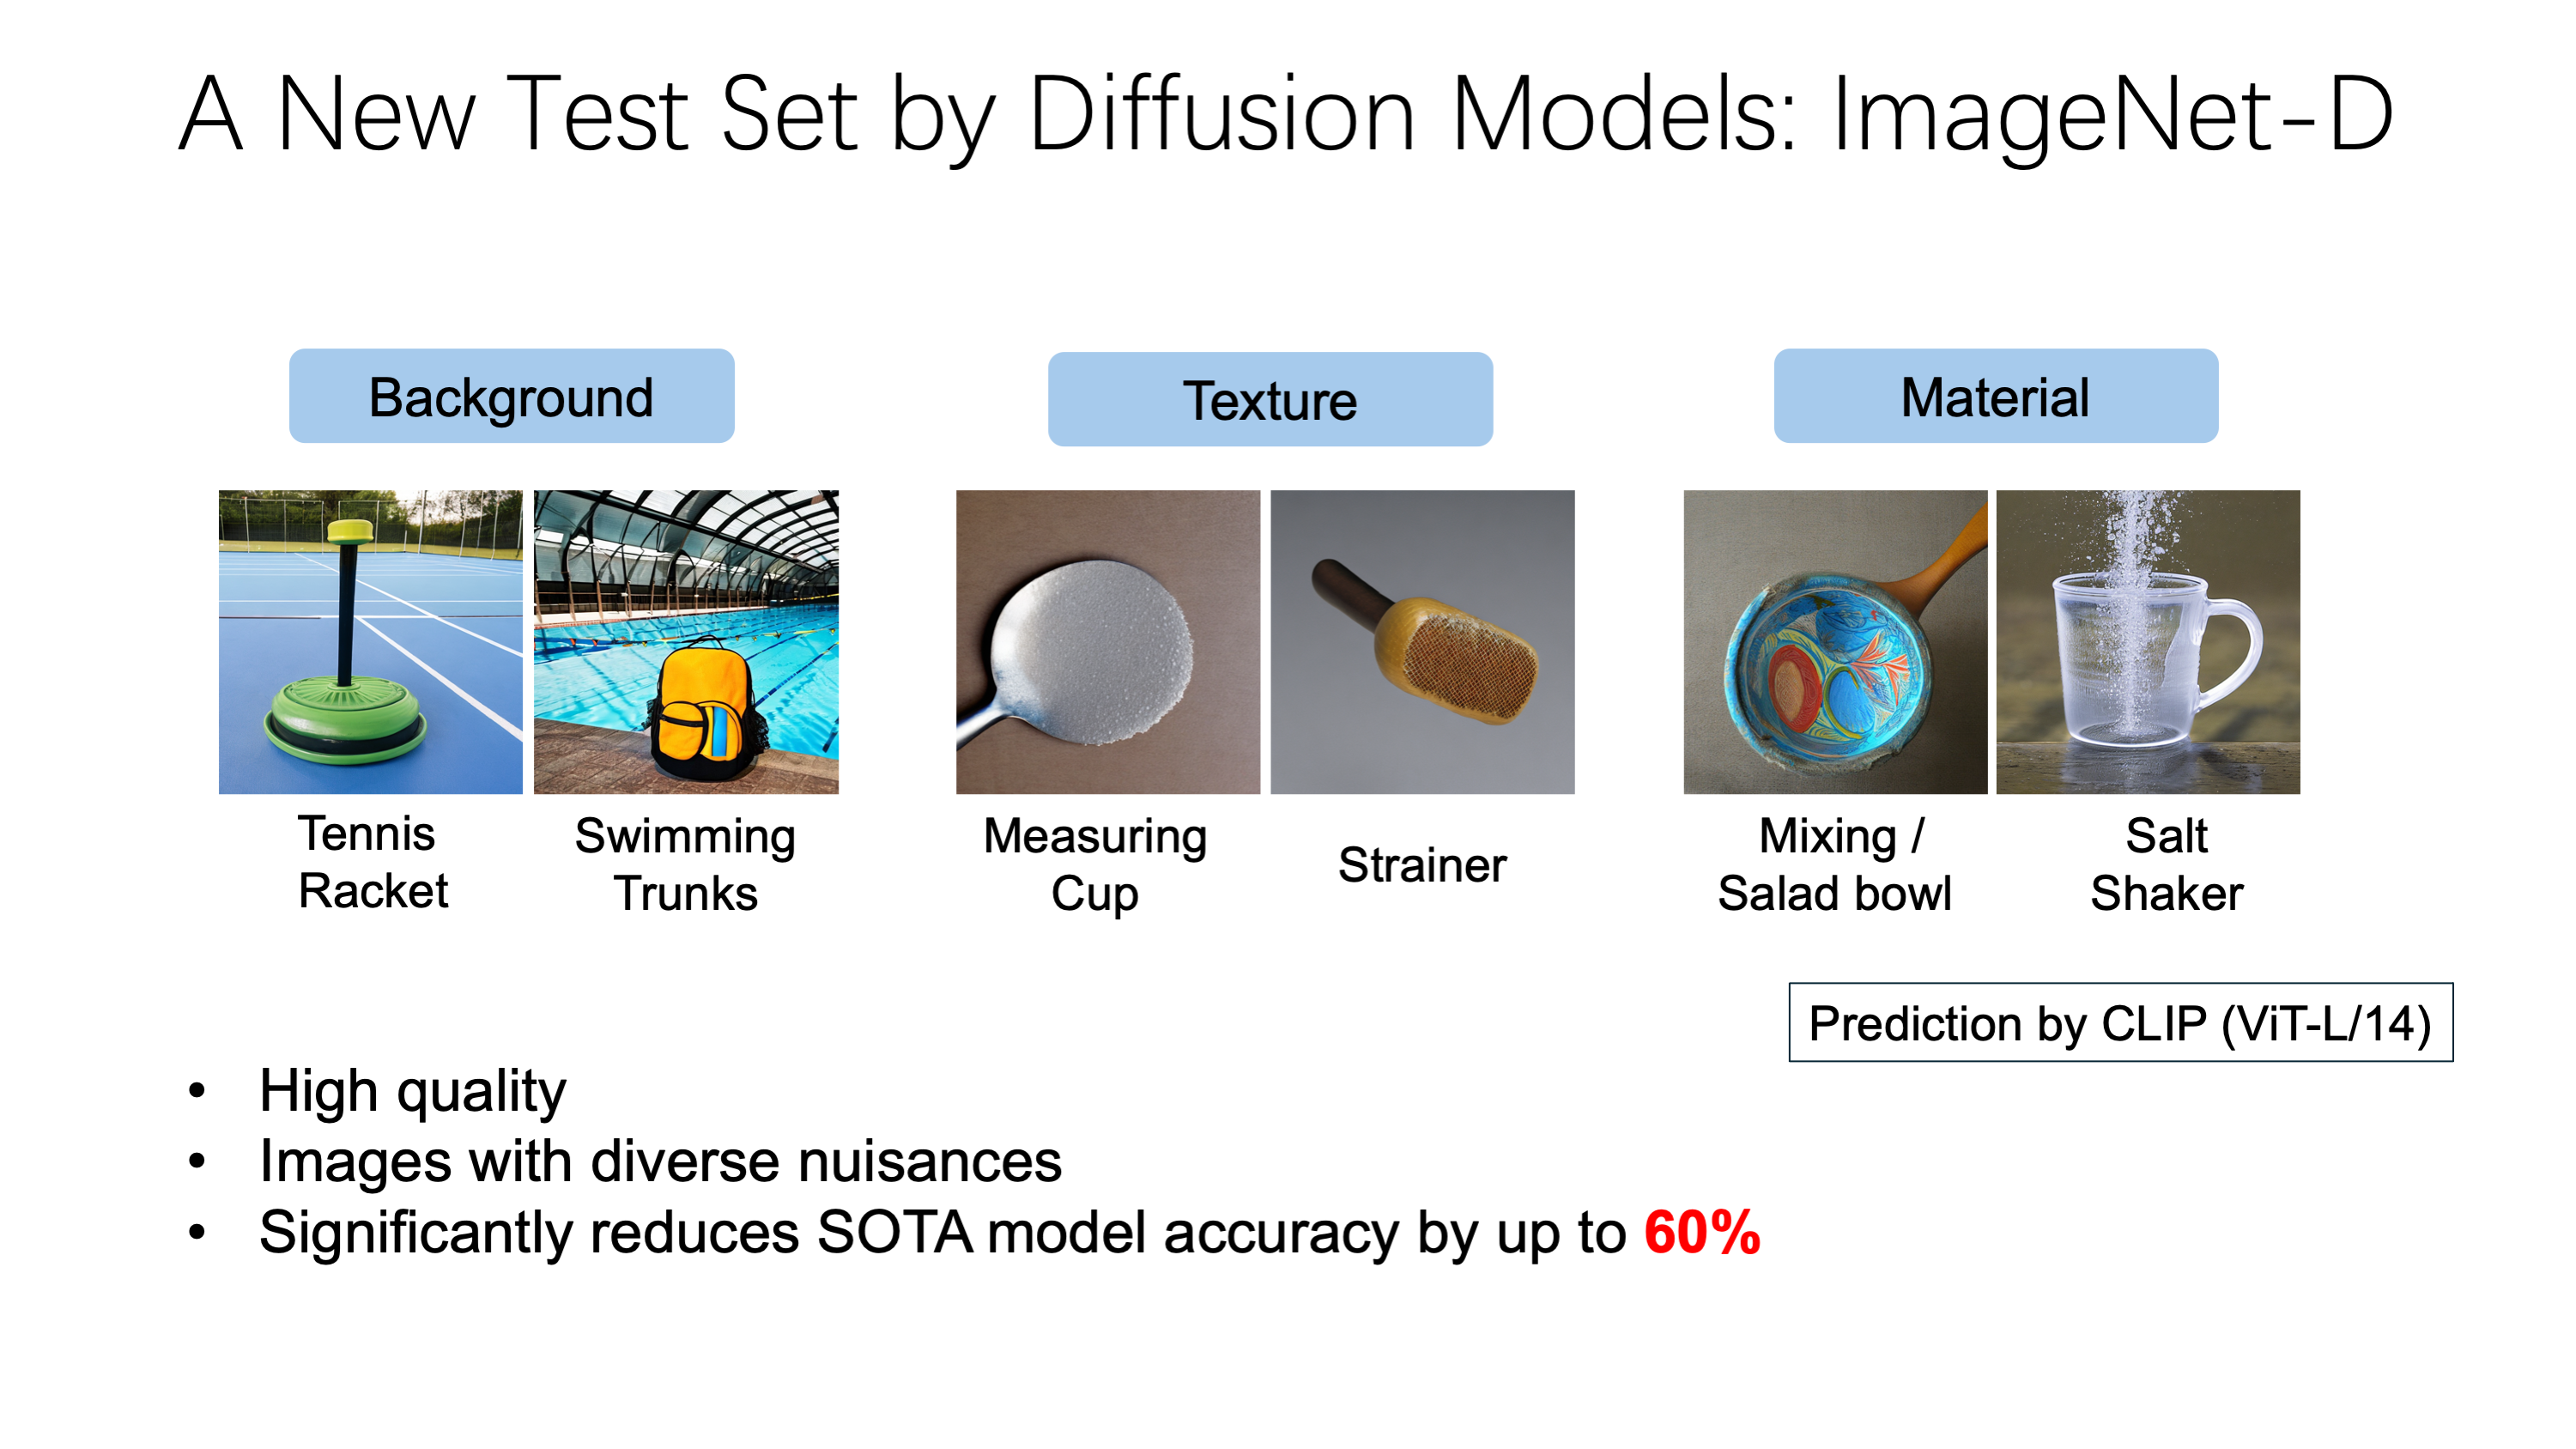 A New Test Set by Diffusion Models: ImageNet-D
Background
Texture
Material
Tennis
Racket
Swimming
Trunks
Measuring
Cup
Strainer
Mixing /
Salad bowl
Salt
Shaker
Prediction by CLIP (ViT-L/14)
• High quality
• Images with diverse nuisances
• Significantly reduces SOTA model accuracy by up to 60%